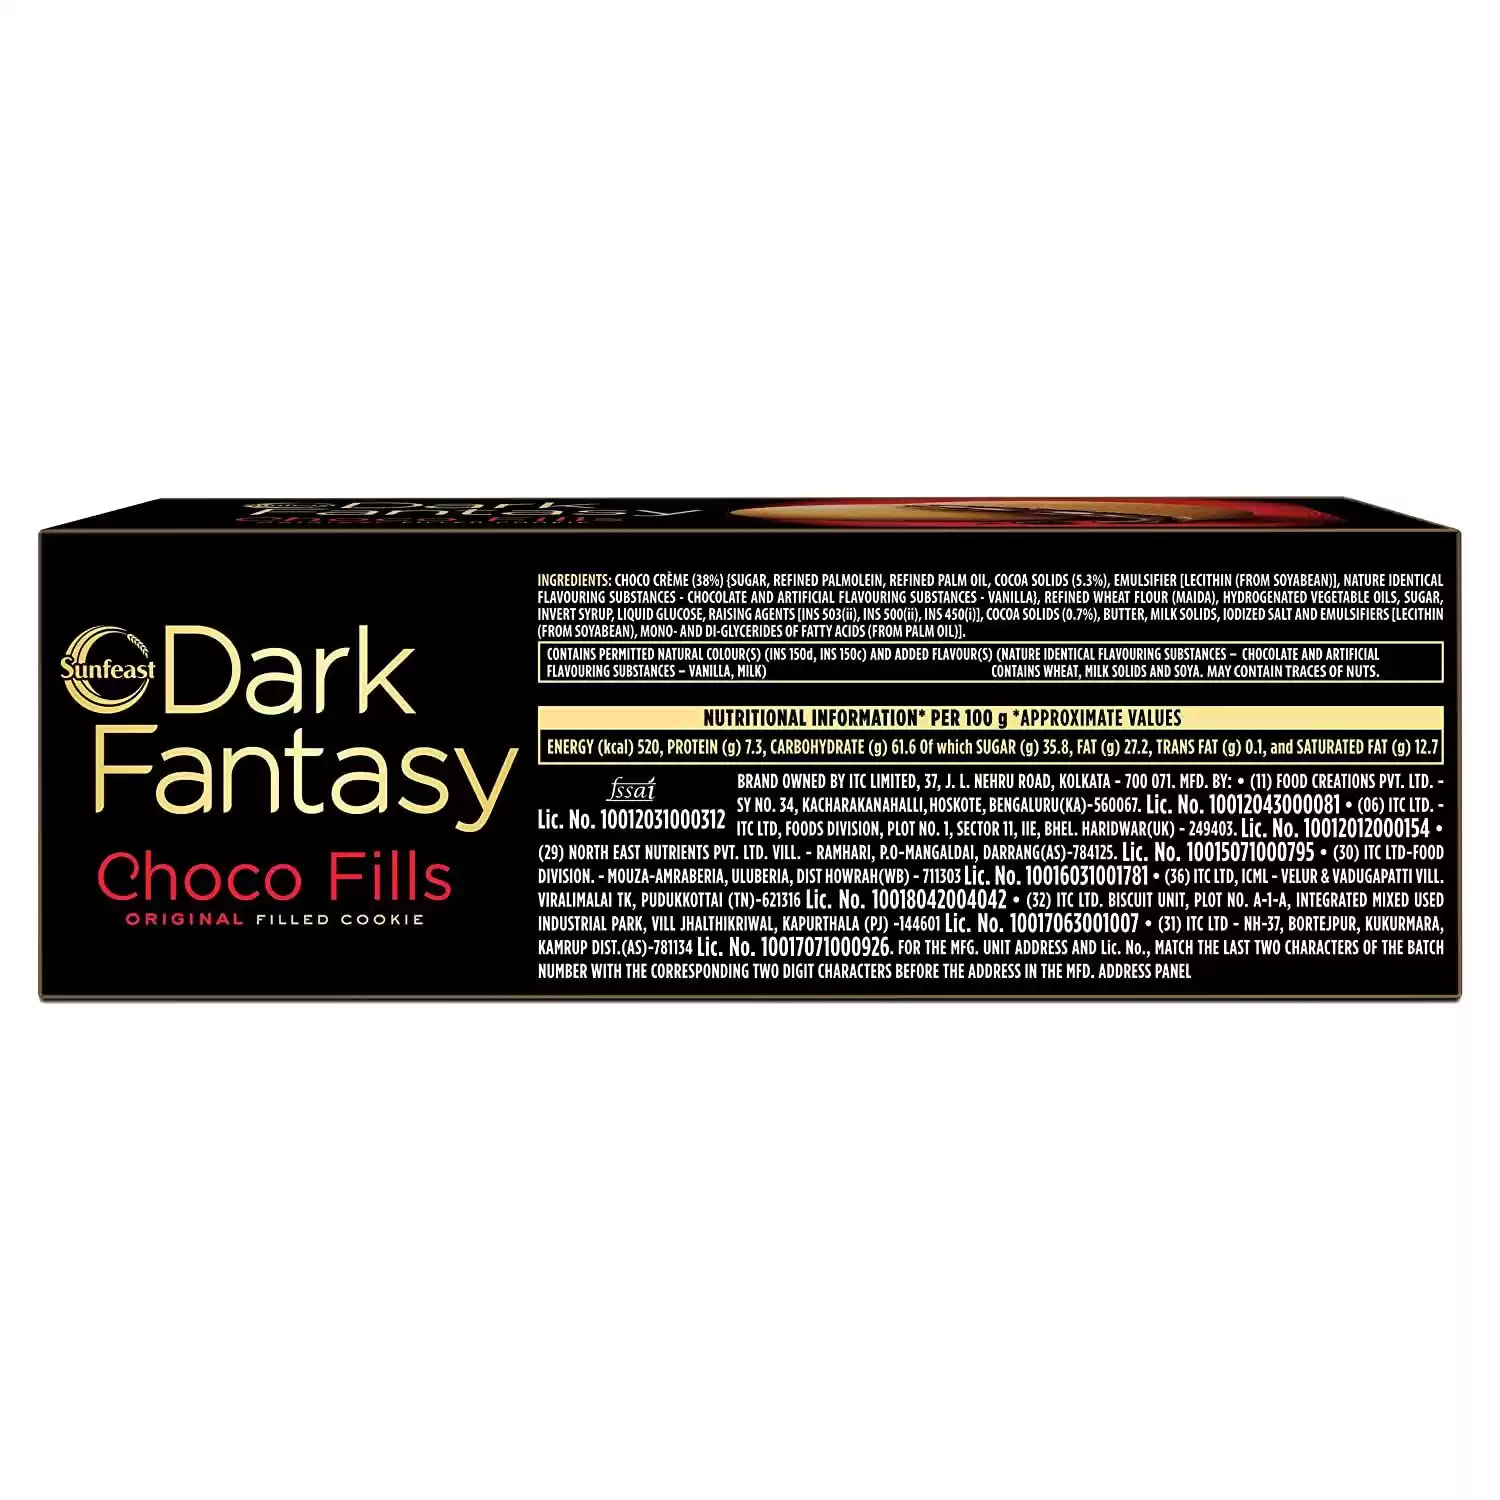 Dark
Fantasy
Choco Fills
Sunfeast
Dark
Fantasy
Choco Fills
ORIGINAL FILLED COOKIE
INGREDIENTS: CHOCO CRÈME (38%) {SUGAR, REFINED PALMOLEIN, REFINED PALM OIL, COCOA SOLIDS (5.3%), EMULSIFIER [LECITHIN (FROM SOYABEAN)], NATURE IDENTICAL
FLAVOURING SUBSTANCES - CHOCOLATE AND ARTIFICIAL FLAVOURING SUBSTANCES - VANILLA}, REFINED WHEAT FLOUR (MAIDA), HYDROGENATED VEGETABLE OILS, SUGAR,
INVERT SYRUP, LIQUID GLUCOSE, RAISING AGENTS [INS 503(ii), INS 500(ii), INS 450(i)], COCOA SOLIDS (0.7%), BUTTER, MILK SOLIDS, IODIZED SALT AND EMULSIFIERS [LECITHIN
(FROM SOYABEAN), MONO- AND DI-GLYCERIDES OF FATTY ACIDS (FROM PALM OIL)].
CONTAINS PERMITTED NATURAL COLOUR(S) (INS 150d, INS 150c) AND ADDED FLAVOUR(S) (NATURE IDENTICAL FLAVOURING SUBSTANCES – CHOCOLATE AND ARTIFICIAL
FLAVOURING SUBSTANCES – VANILLA, MILK) CONTAINS WHEAT, MILK SOLIDS AND SOYA. MAY CONTAIN TRACES OF NUTS.
NUTRITIONAL INFORMATION* PER 100 g *APPROXIMATE VALUES
ENERGY (kcal) 520, PROTEIN (g) 7.3, CARBOHYDRATE (g) 61.6 Of which SUGAR (g) 35.8, FAT (g) 27.2, TRANS FAT (g) 0.1, and SATURATED FAT (g) 12.7
fssai
Lic. No. 10012031000312
BRAND OWNED BY ITC LIMITED, 37, J. L. NEHRU ROAD, KOLKATA - 700 071. MFD. BY: • (11) FOOD CREATIONS PVT. LTD. -
SY NO. 34, KACHARAKANAHALLI, HOSKOTE, BENGALURU(KA)-560067. Lic. No. 10012043000081 • (06) ITC LTD. -
ITC LTD, FOODS DIVISION, PLOT NO. 1, SECTOR 11, IIE, BHEL. HARIDWAR(UK) - 249403. Lic. No. 10012012000154 •
(29) NORTH EAST NUTRIENTS PVT. LTD. VILL. - RAMHARI, P.O-MANGALDAI, DARRANG(AS)-784125. Lic. No. 10015071000795 • (30) ITC LTD-FOOD
DIVISION. - MOUZA-AMRABERIA, ULUBERIA, DIST HOWRAH(WB) - 711303 Lic. No. 10016031001781 • (36) ITC LTD, ICML - VELUR & VADUGAPATTI VILL.
VIRALIMALAI TK, PUDUKKOTTAI (TN)-621316 Lic. No. 10018042004042 • (32) ITC LTD. BISCUIT UNIT, PLOT NO. A-1-A, INTEGRATED MIXED USED
INDUSTRIAL PARK, VILL JHALTHIKRIWAL, KAPURTHALA (PJ) -144601 Lic. No. 10017063001007 • (31) ITC LTD - NH-37, BORTEJPUR, KUKURMARA,
KAMRUP DIST.(AS)-781134 Lic. No. 10017071000926. FOR THE MFG. UNIT ADDRESS AND Lic. No., MATCH THE LAST TWO CHARACTERS OF THE BATCH
NUMBER WITH THE CORRESPONDING TWO DIGIT CHARACTERS BEFORE THE ADDRESS IN THE MFD. ADDRESS PANEL